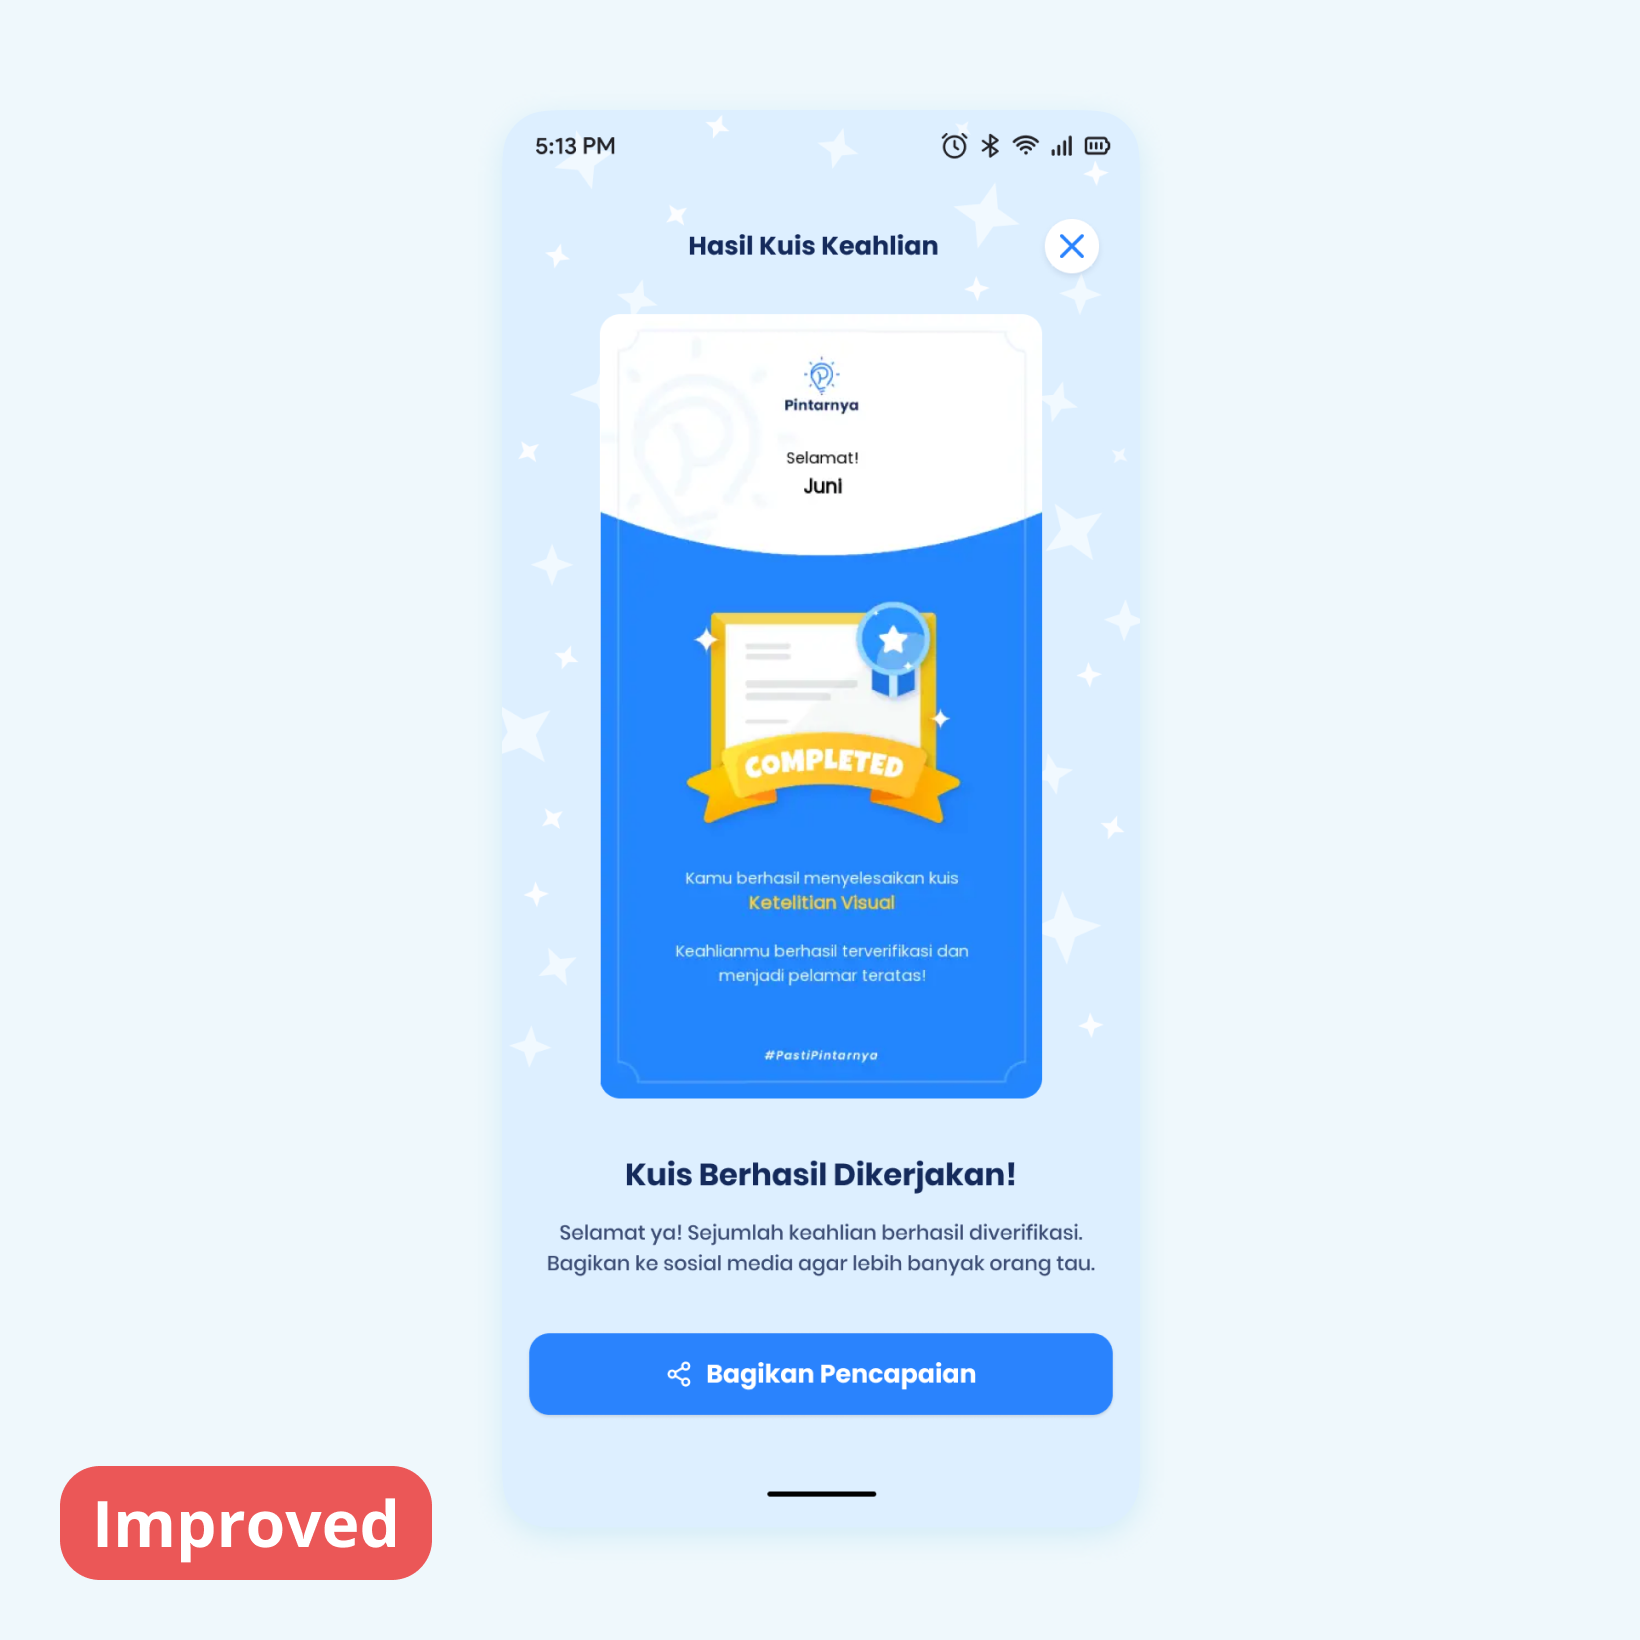 5:13 PM
Hasil Kuis Keahlian
Pintarnya
Selamat!
Juni
COMPLETED
Kamu berhasil menyelesaikan kuis
Ketelitian Visual
Keahlianmu berhasil terverifikasi dan
menjadi pelamar teratas!
#PastiPintarnya
Kuis Berhasil Dikerjakan!
Selamat ya! Sejumlah keahlian berhasil diverifikasi.
Bagikan ke sosial media agar lebih banyak orang tau.
Bagikan Pencapaian
Improved